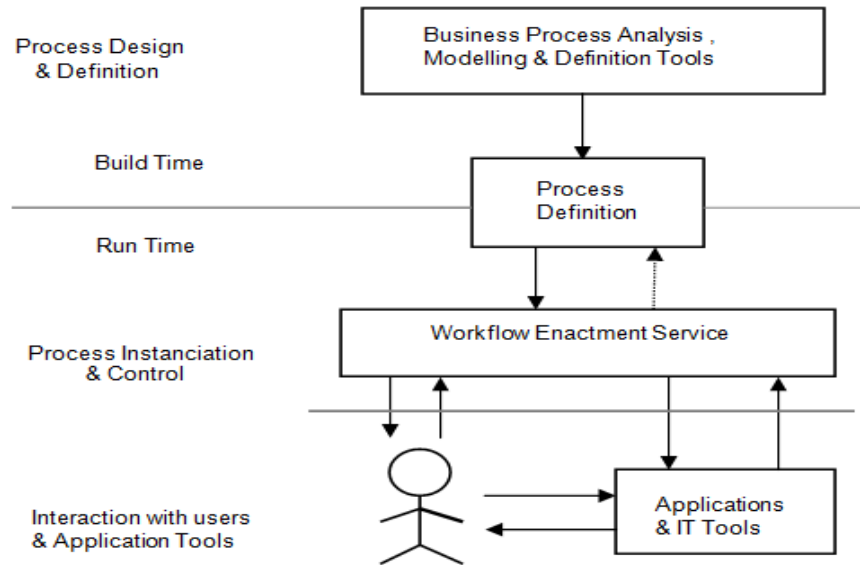 Process Design
& Definition
Business Process Analysis ,
Modelling & Definition Tools
Build Time
Process
Definition
Run Time
Workflow Enactment Service
Process Instanciation
& Control
Interaction with users
& Application Tools
Applications
& IT Tools